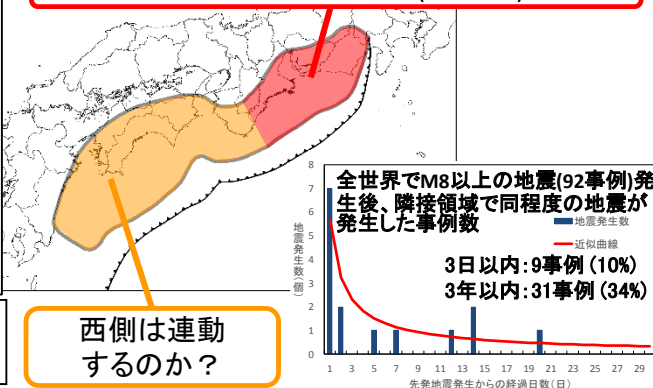 全世界でM8以上の地震(92事例)発
生後、隣接領域で同程度の地震が
発生した事例数
地震発生数
近似曲線
3日以内:9事例(10%)
3年以内:31事例(34%)
地震発生数(個)
8
7
6
5
4
3
2
1
0
1 3 5 7 9 11 13 15 17 19 21 23 25 27 29
先発地震発生からの経過日数(日)
西側は連動
するのか?